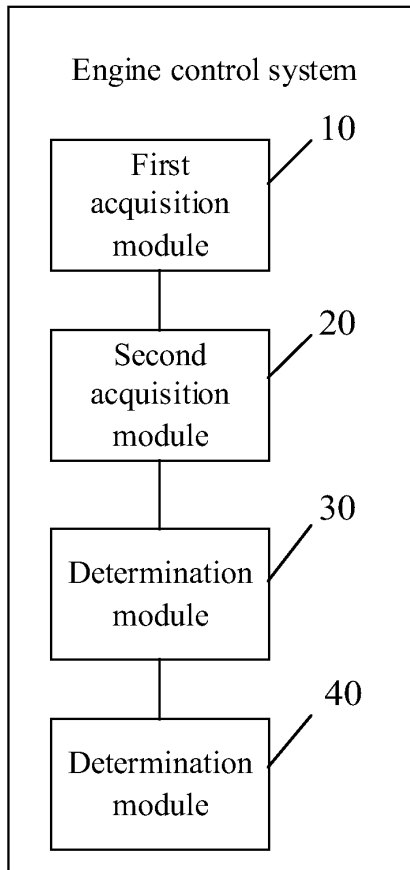 Engine control system
10
First
acquisition
module
20
Second
acquisition
module
30
Determination
module
40
Determination
module